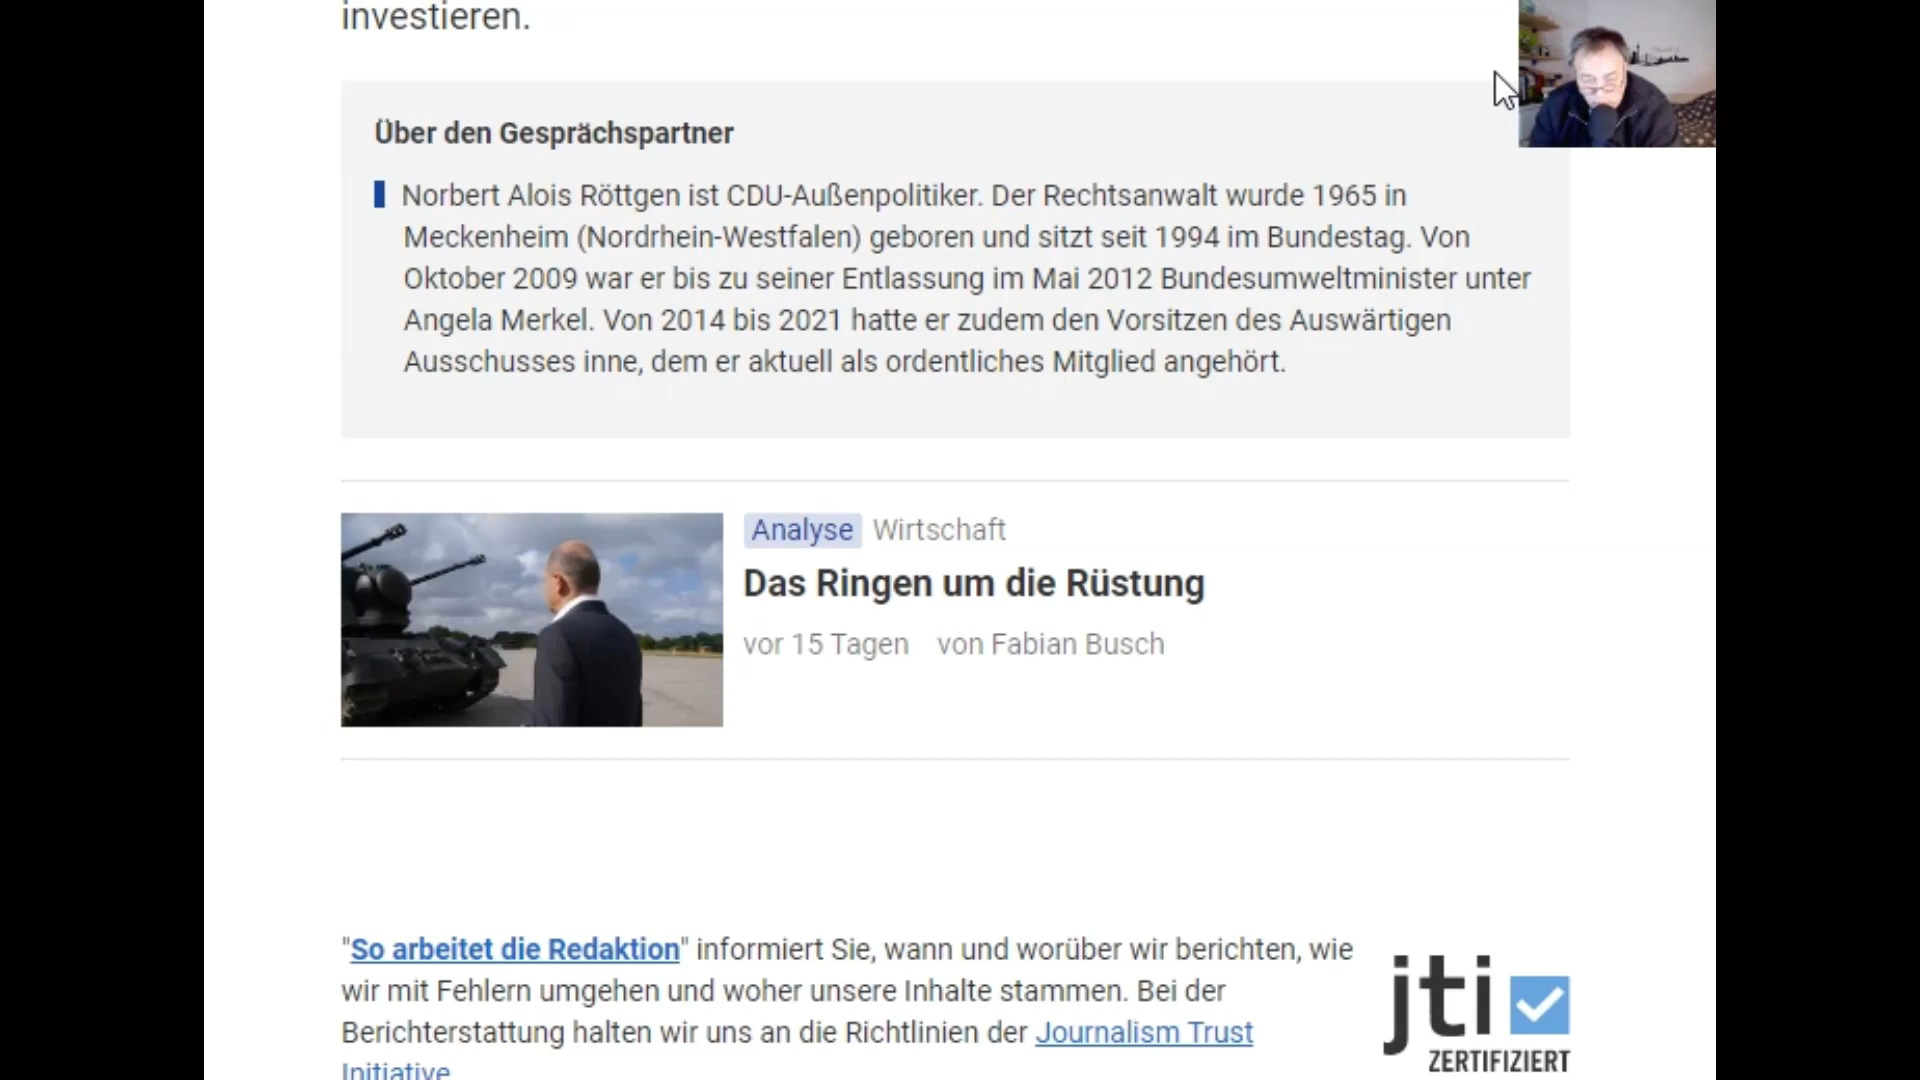 investieren.
Über den Gesprächspartner
Norbert Alois Röttgen ist CDU-Außenpolitiker. Der Rechtsanwalt wurde 1965 in
Meckenheim (Nordrhein-Westfalen) geboren und sitzt seit 1994 im Bundestag. Von
Oktober 2009 war er bis zu seiner Entlassung im Mai 2012 Bundesumweltminister unter
Angela Merkel. Von 2014 bis 2021 hatte er zudem den Vorsitzen des Auswärtigen
Ausschusses inne, dem er aktuell als ordentliches Mitglied angehört.
Analyse Wirtschaft
Das Ringen um die Rüstung
vor 15 Tagen von Fabian Busch
"So arbeitet die Redaktion" informiert Sie, wann und worüber wir berichten, wie
wir mit Fehlern umgehen und woher unsere Inhalte stammen. Bei der
Berichterstattung halten wir uns an die Richtlinien der Journalism Trust
Initiative
jti
ZERTIFIZIERT